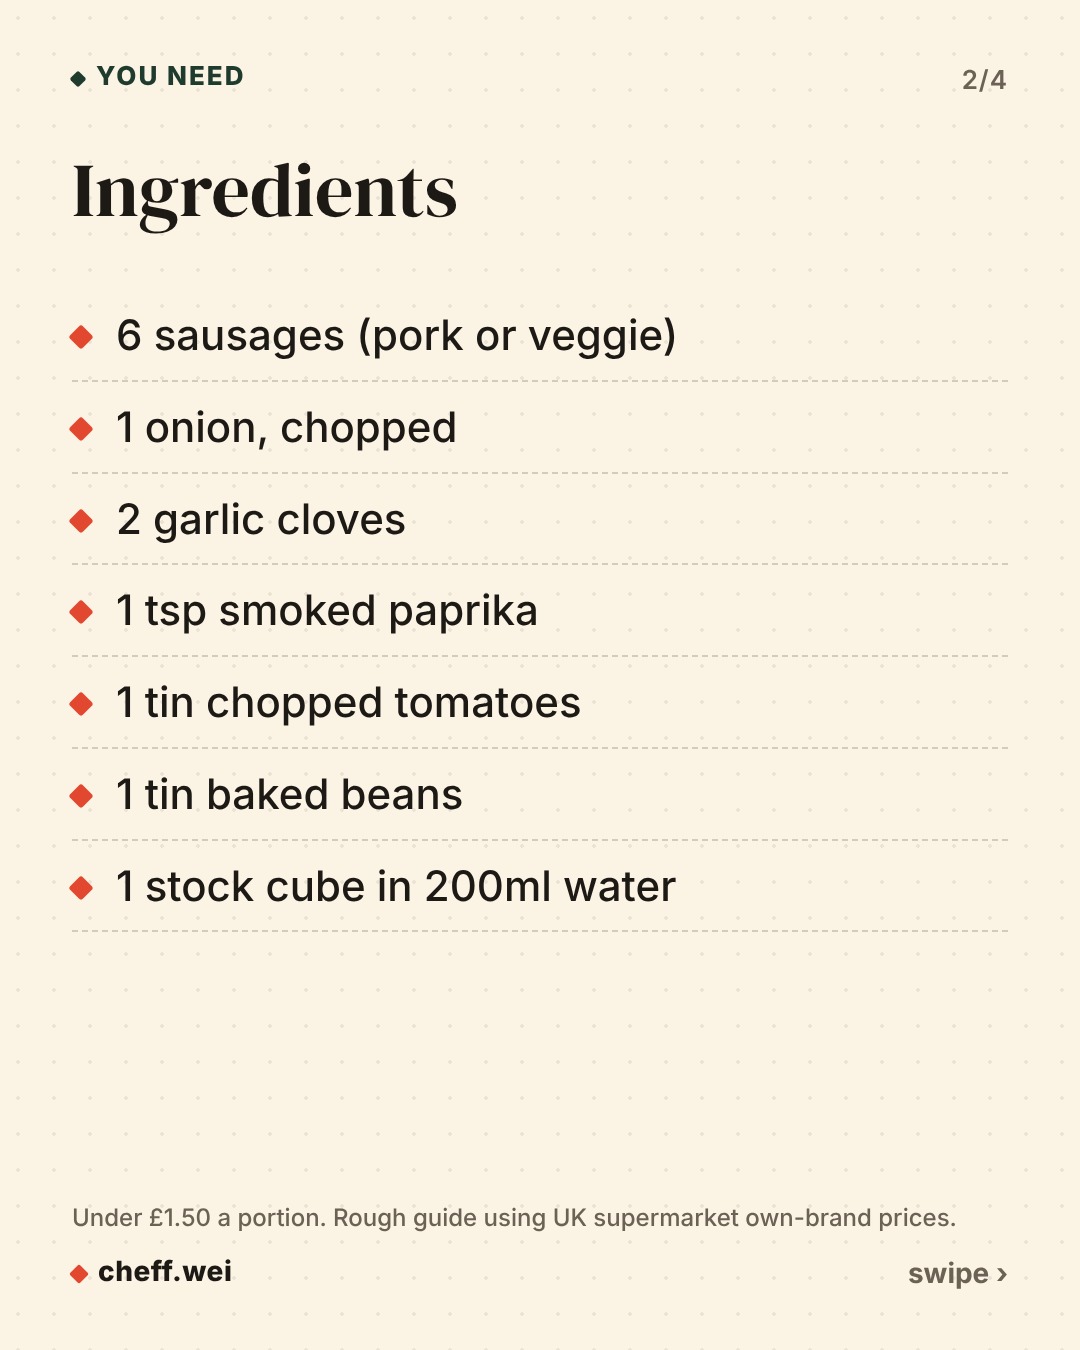 YOU NEED
2/4
Ingredients
6 sausages (pork or veggie)
1 onion, chopped
2 garlic cloves
1 tsp smoked paprika
1 tin chopped tomatoes
1 tin baked beans
1 stock cube in 200ml water
Under £1.50 a portion. Rough guide using UK supermarket own-brand prices.
cheff.wei
swipe ›